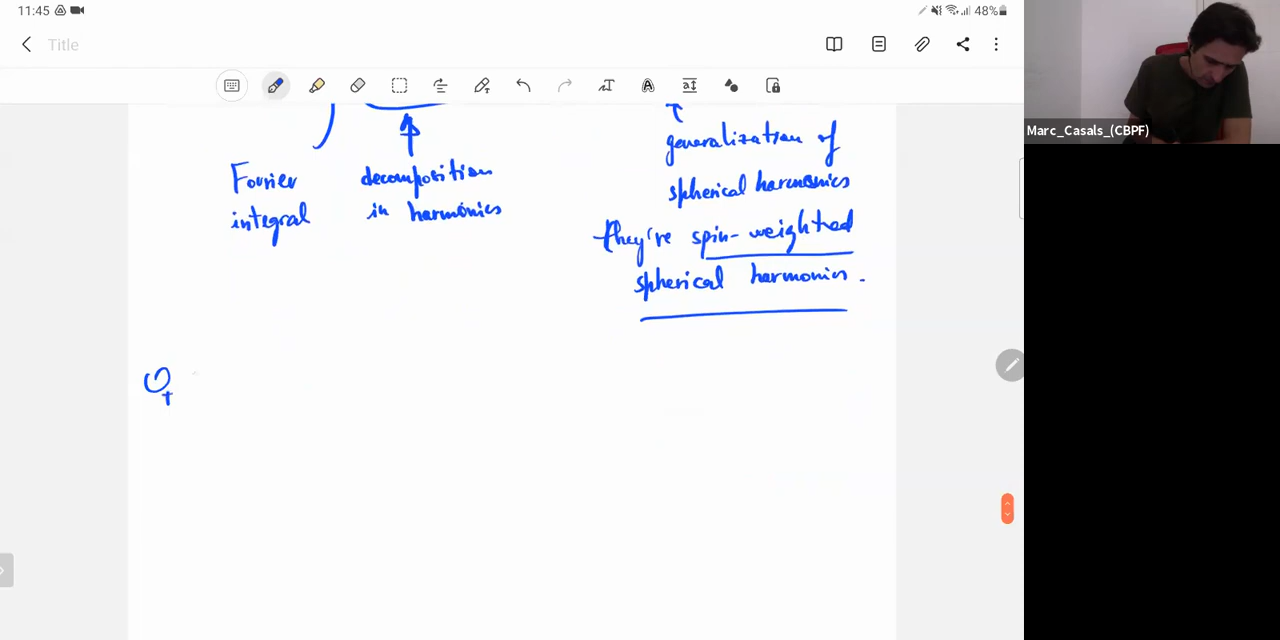 11:45
48%
Title
Marc_Casals_(CBPF)
Fourier
integral
decomposition
in harmonics
generalization of
spherical harmonics
they're spin-weighted
spherical harmonics.